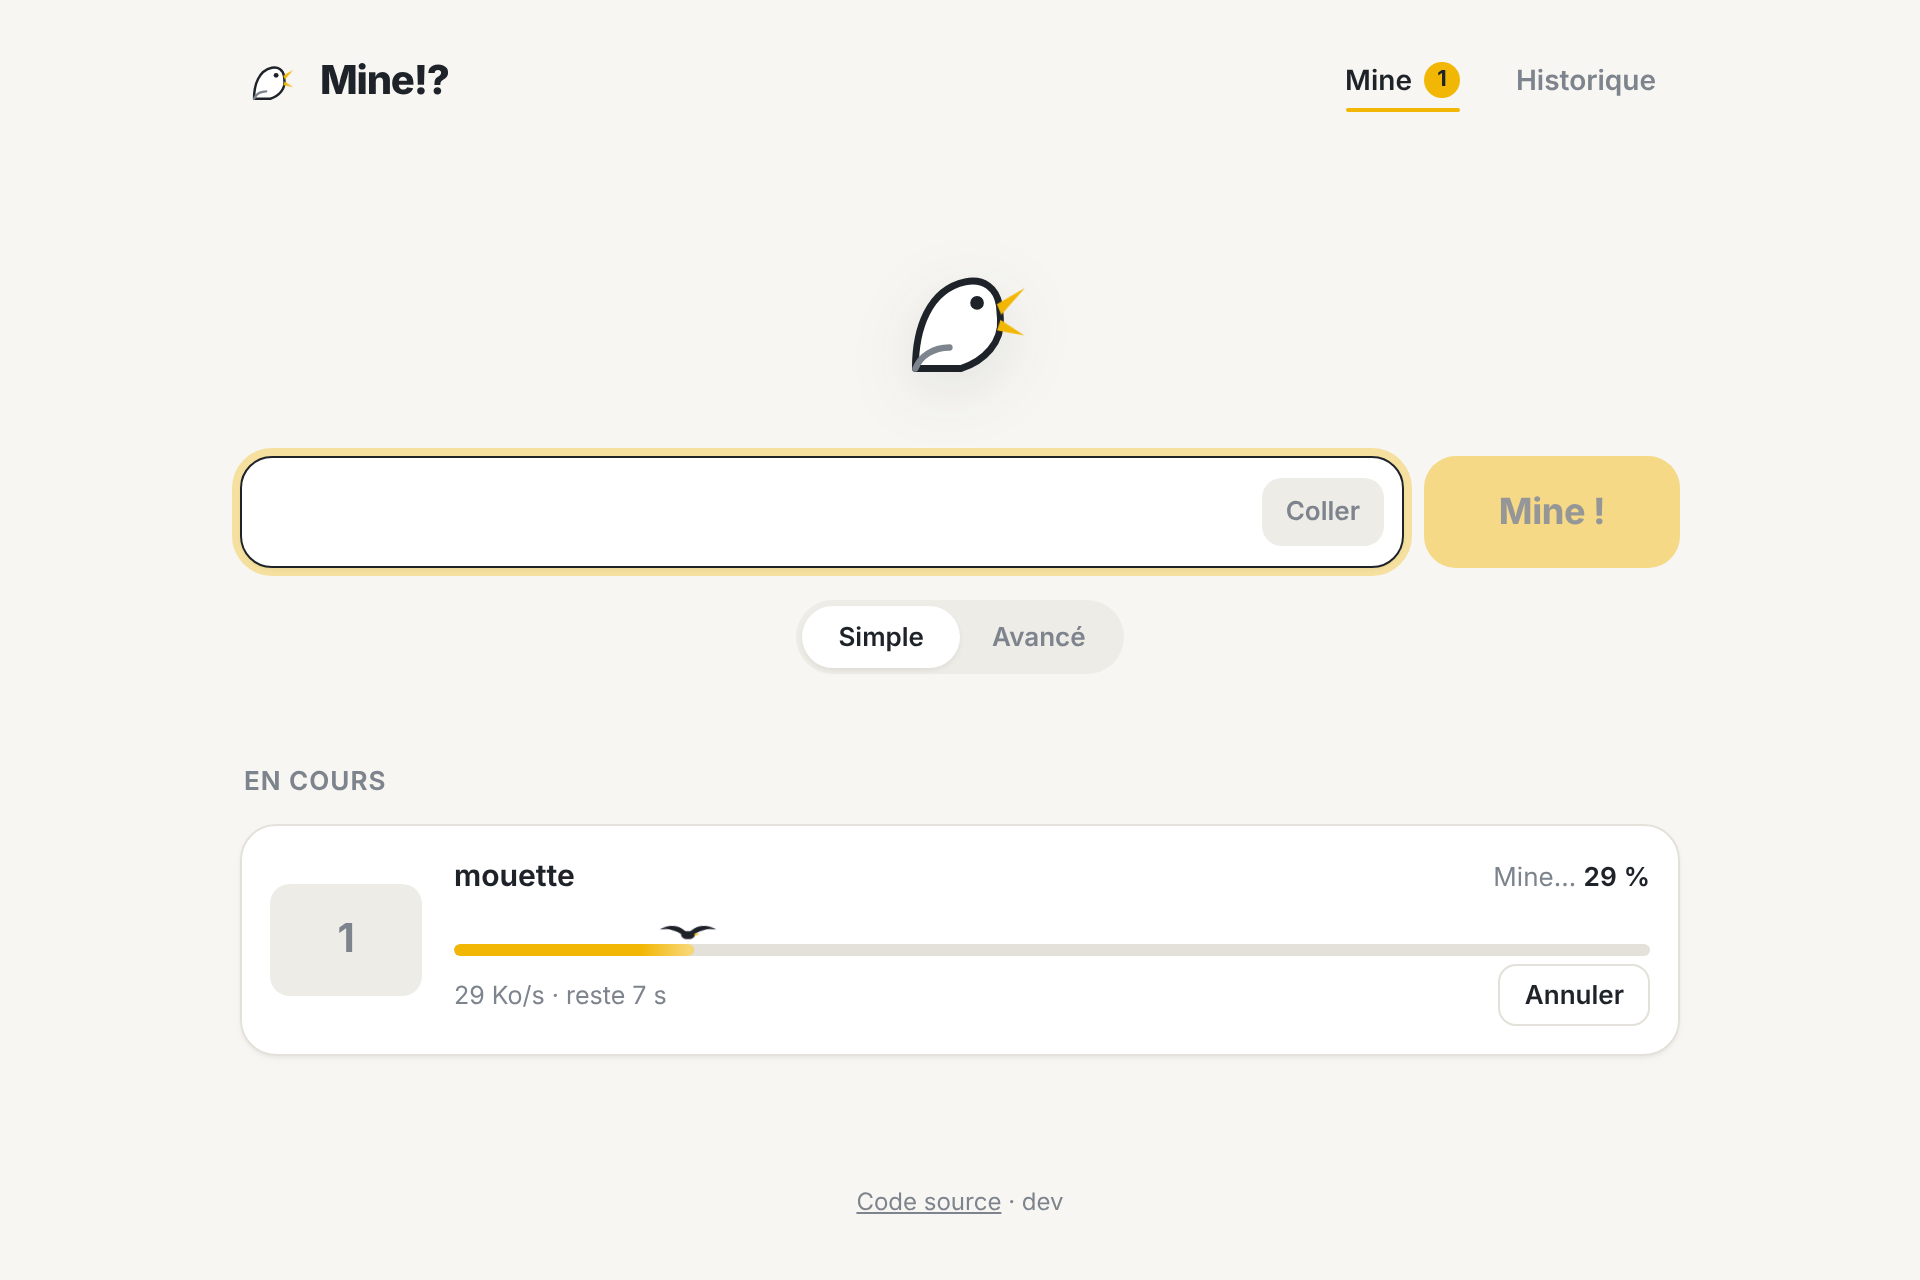 Mine!?
Mine 1
Historique
Coller
Mine !
Simple
Avancé
EN COURS
1
mouette
Mine... 29 %
29 Ko/s · reste 7 s
Annuler
Code source · dev